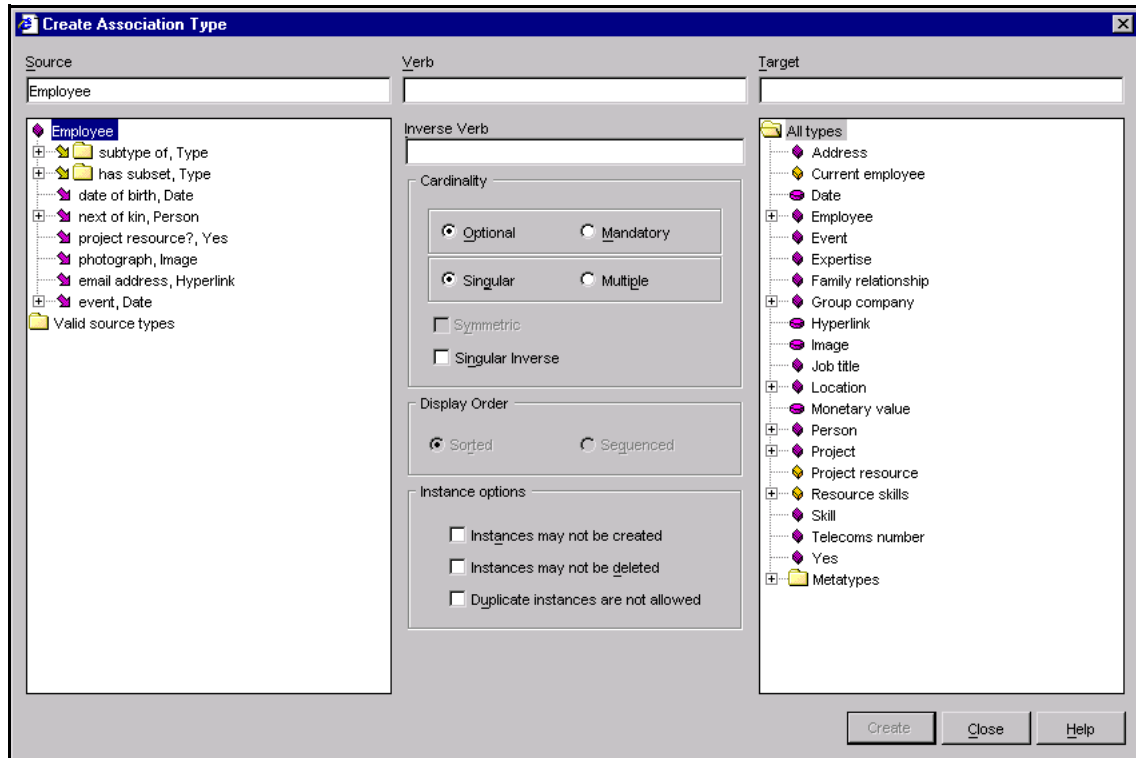 Create Association Type
Source
Employee
Employee
subtype of, Type
has subset, Type
date of birth, Date
next of kin, Person
project resource?, Yes
photograph, Image
email address, Hyperlink
event, Date
Valid source types
Verb
Inverse Verb
Cardinality
Optional Mandatory
Singular Multiple
Symmetric
Singular Inverse
Display Order
Sorted Sequenced
Instance options
Instances may not be created
Instances may not be deleted
Duplicate instances are not allowed
Target
All types
Address
Current employee
Date
Employee
Event
Expertise
Family relationship
Group company
Hyperlink
Image
Job title
Location
Monetary value
Person
Project
Project resource
Resource skills
Skill
Telecoms number
Yes
Metatypes
Create Close Help